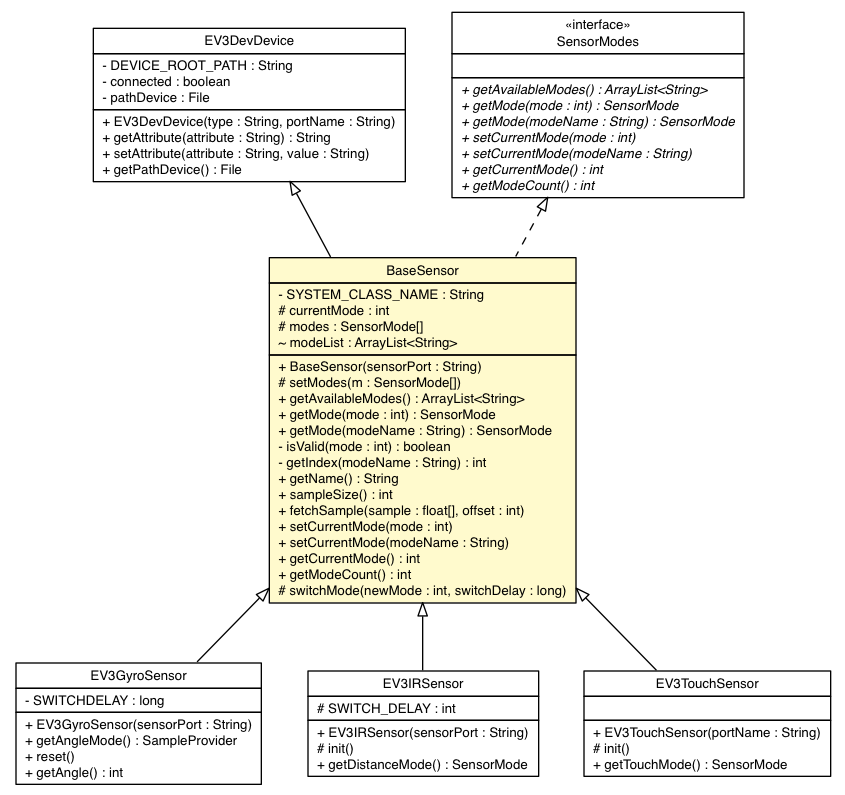 EV3DevDevice
- DEVICE_ROOT_PATH : String
- connected : boolean
- pathDevice : File
+ EV3DevDevice(type : String, portName : String)
+ getAttribute(attribute : String) : String
+ setAttribute(attribute : String, value : String)
+ getPathDevice() : File
«interface»
SensorModes
+ getAvailableModes() : ArrayList<String>
+ getMode(mode : int) : SensorMode
+ getMode(modeName : String) : SensorMode
+ setCurrentMode(mode : int)
+ setCurrentMode(modeName : String)
+ getCurrentMode() : int
+ getModeCount() : int
BaseSensor
- SYSTEM_CLASS_NAME : String
# currentMode : int
# modes : SensorMode[]
~ modeList : ArrayList<String>
+ BaseSensor(sensorPort : String)
# setModes(m : SensorMode[])
+ getAvailableModes() : ArrayList<String>
+ getMode(mode : int) : SensorMode
+ getMode(modeName : String) : SensorMode
- isValid(mode : int) : boolean
- getIndex(modeName : String) : int
+ getName() : String
+ sampleSize() : int
+ fetchSample(sample : float[], offset : int)
+ setCurrentMode(mode : int)
+ setCurrentMode(modeName : String)
+ getCurrentMode() : int
+ getModeCount() : int
# switchMode(newMode : int, switchDelay : long)
EV3GyroSensor
- SWITCHDELAY : long
+ EV3GyroSensor(sensorPort : String)
+ getAngleMode() : SampleProvider
+ reset()
+ getAngle() : int
EV3IRSensor
# SWITCH_DELAY : int
+ EV3IRSensor(sensorPort : String)
# init()
+ getDistanceMode() : SensorMode
EV3TouchSensor
+ EV3TouchSensor(portName : String)
# init()
+ getTouchMode() : SensorMode